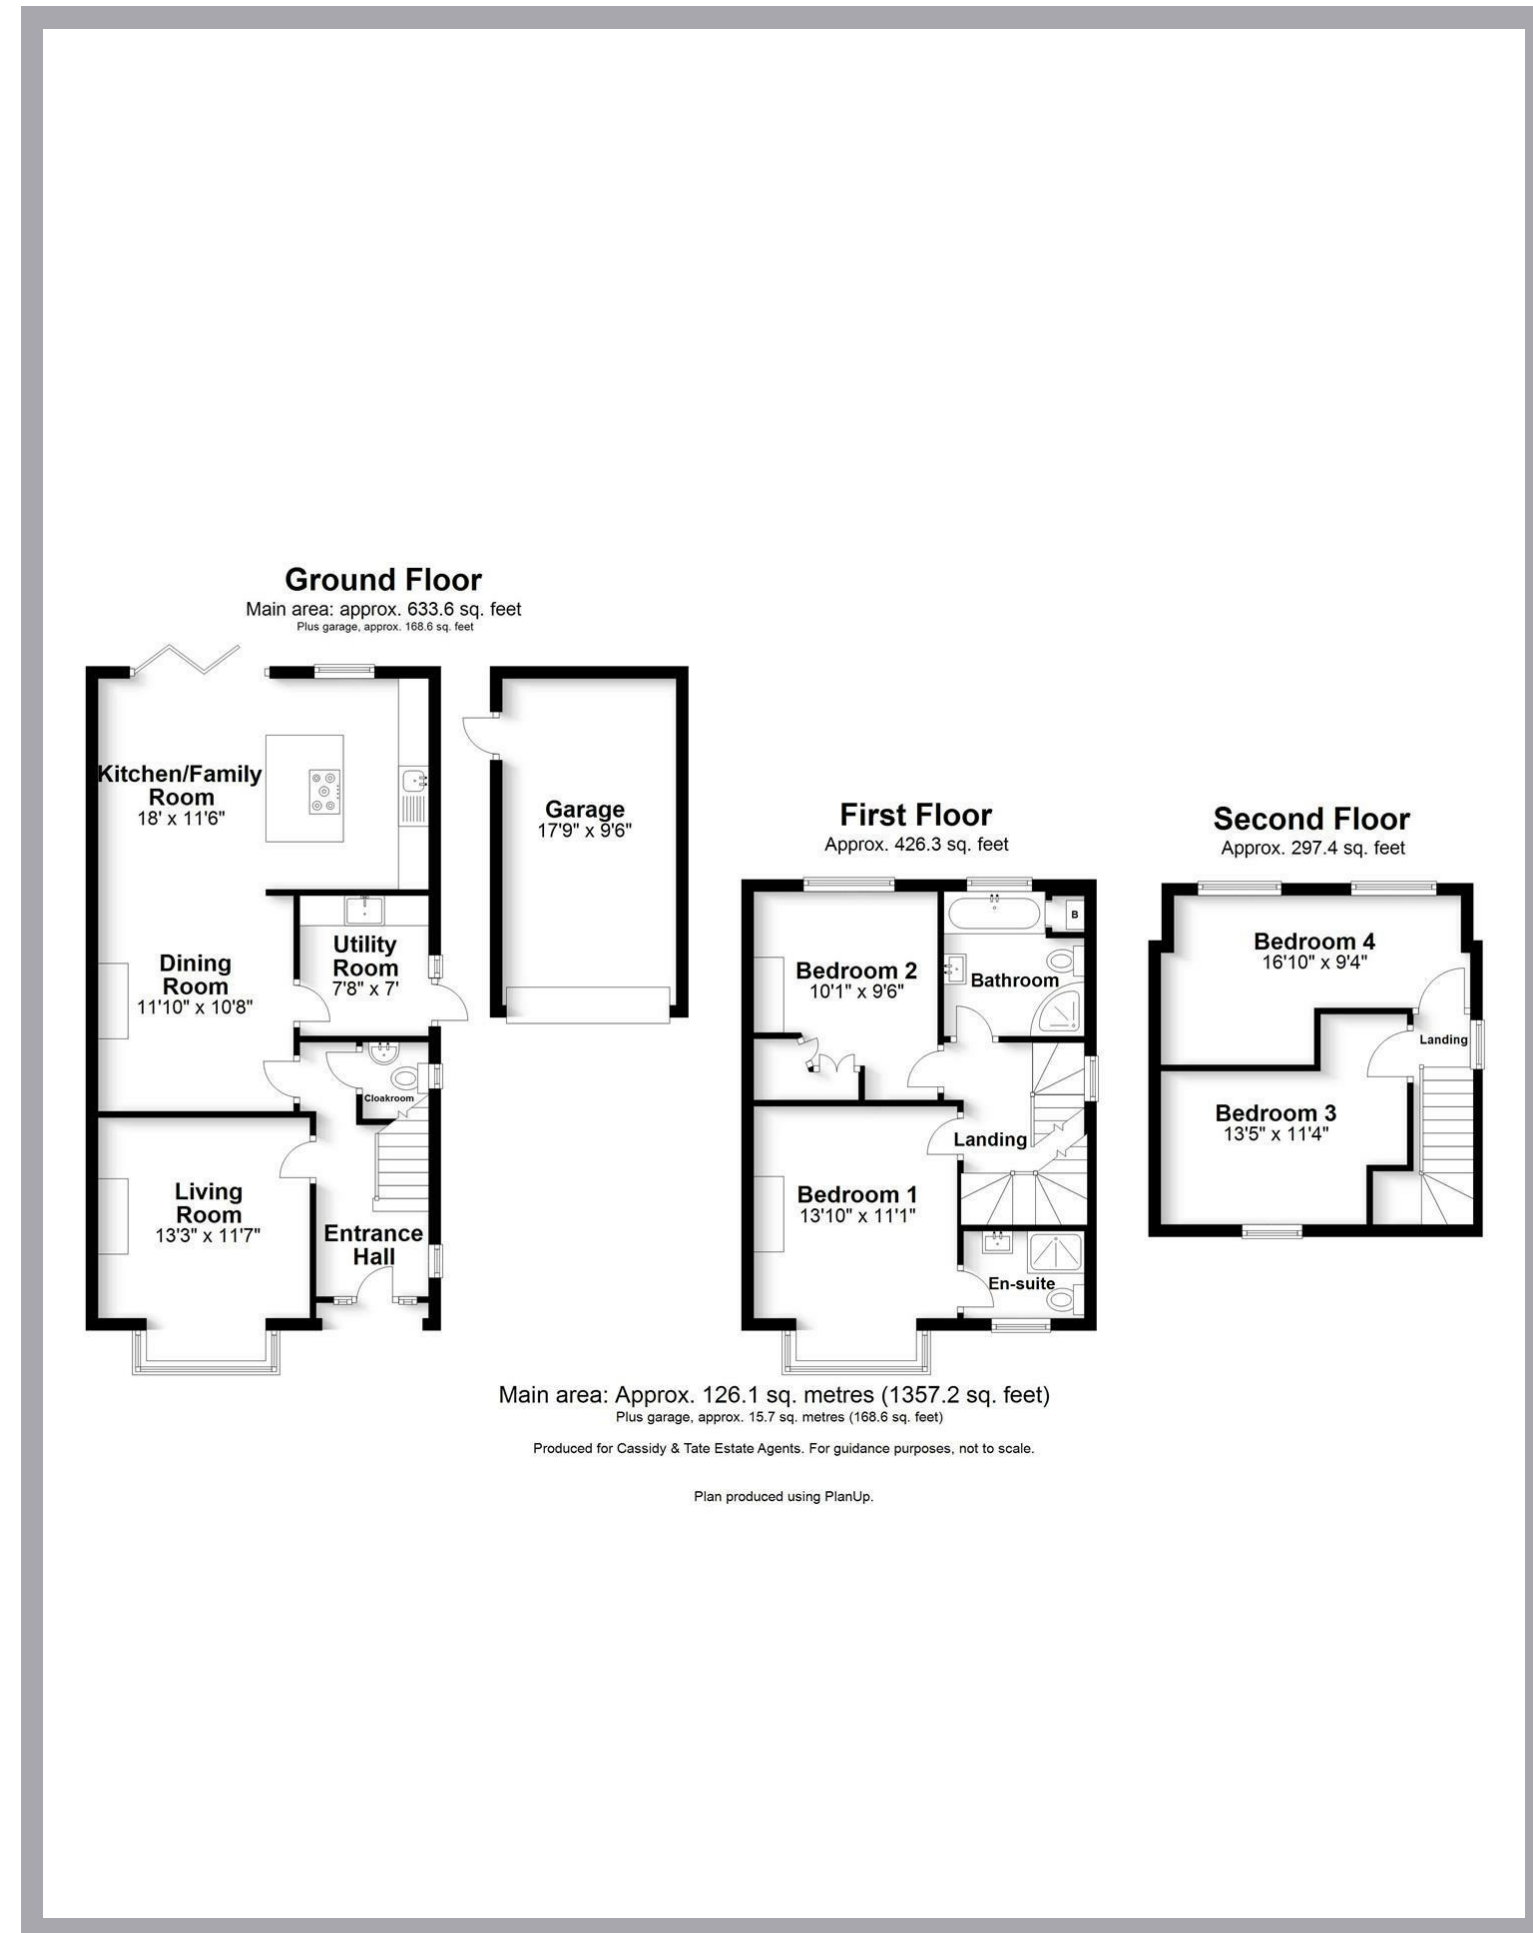 Ground Floor
Main area: approx. 633.6 sq. feet
Plus garage, approx. 168.6 sq. feet
Kitchen/Family
Room
18' x 11'6"
Dining
Room
11'10" x 10'8"
Utility
Room
7'8" x 7'
Cloakroom
Living
Room
13'3" x 11'7"
Entrance
Hall
Garage
17'9" x 9'6"
First Floor
Approx. 426.3 sq. feet
Bedroom 2
10'1" x 9'6"
B
Bathroom
Landing
Bedroom 1
13'10" x 11'1"
En-suite
Second Floor
Approx. 297.4 sq. feet
Bedroom 4
16'10" x 9'4"
Landing
Bedroom 3
13'5" x 11'4"
Main area: Approx. 126.1 sq. metres (1357.2 sq. feet)
Plus garage, approx. 15.7 sq. metres (168.6 sq. feet)
Produced for Cassidy & Tate Estate Agents. For guidance purposes, not to scale.
Plan produced using PlanUp.